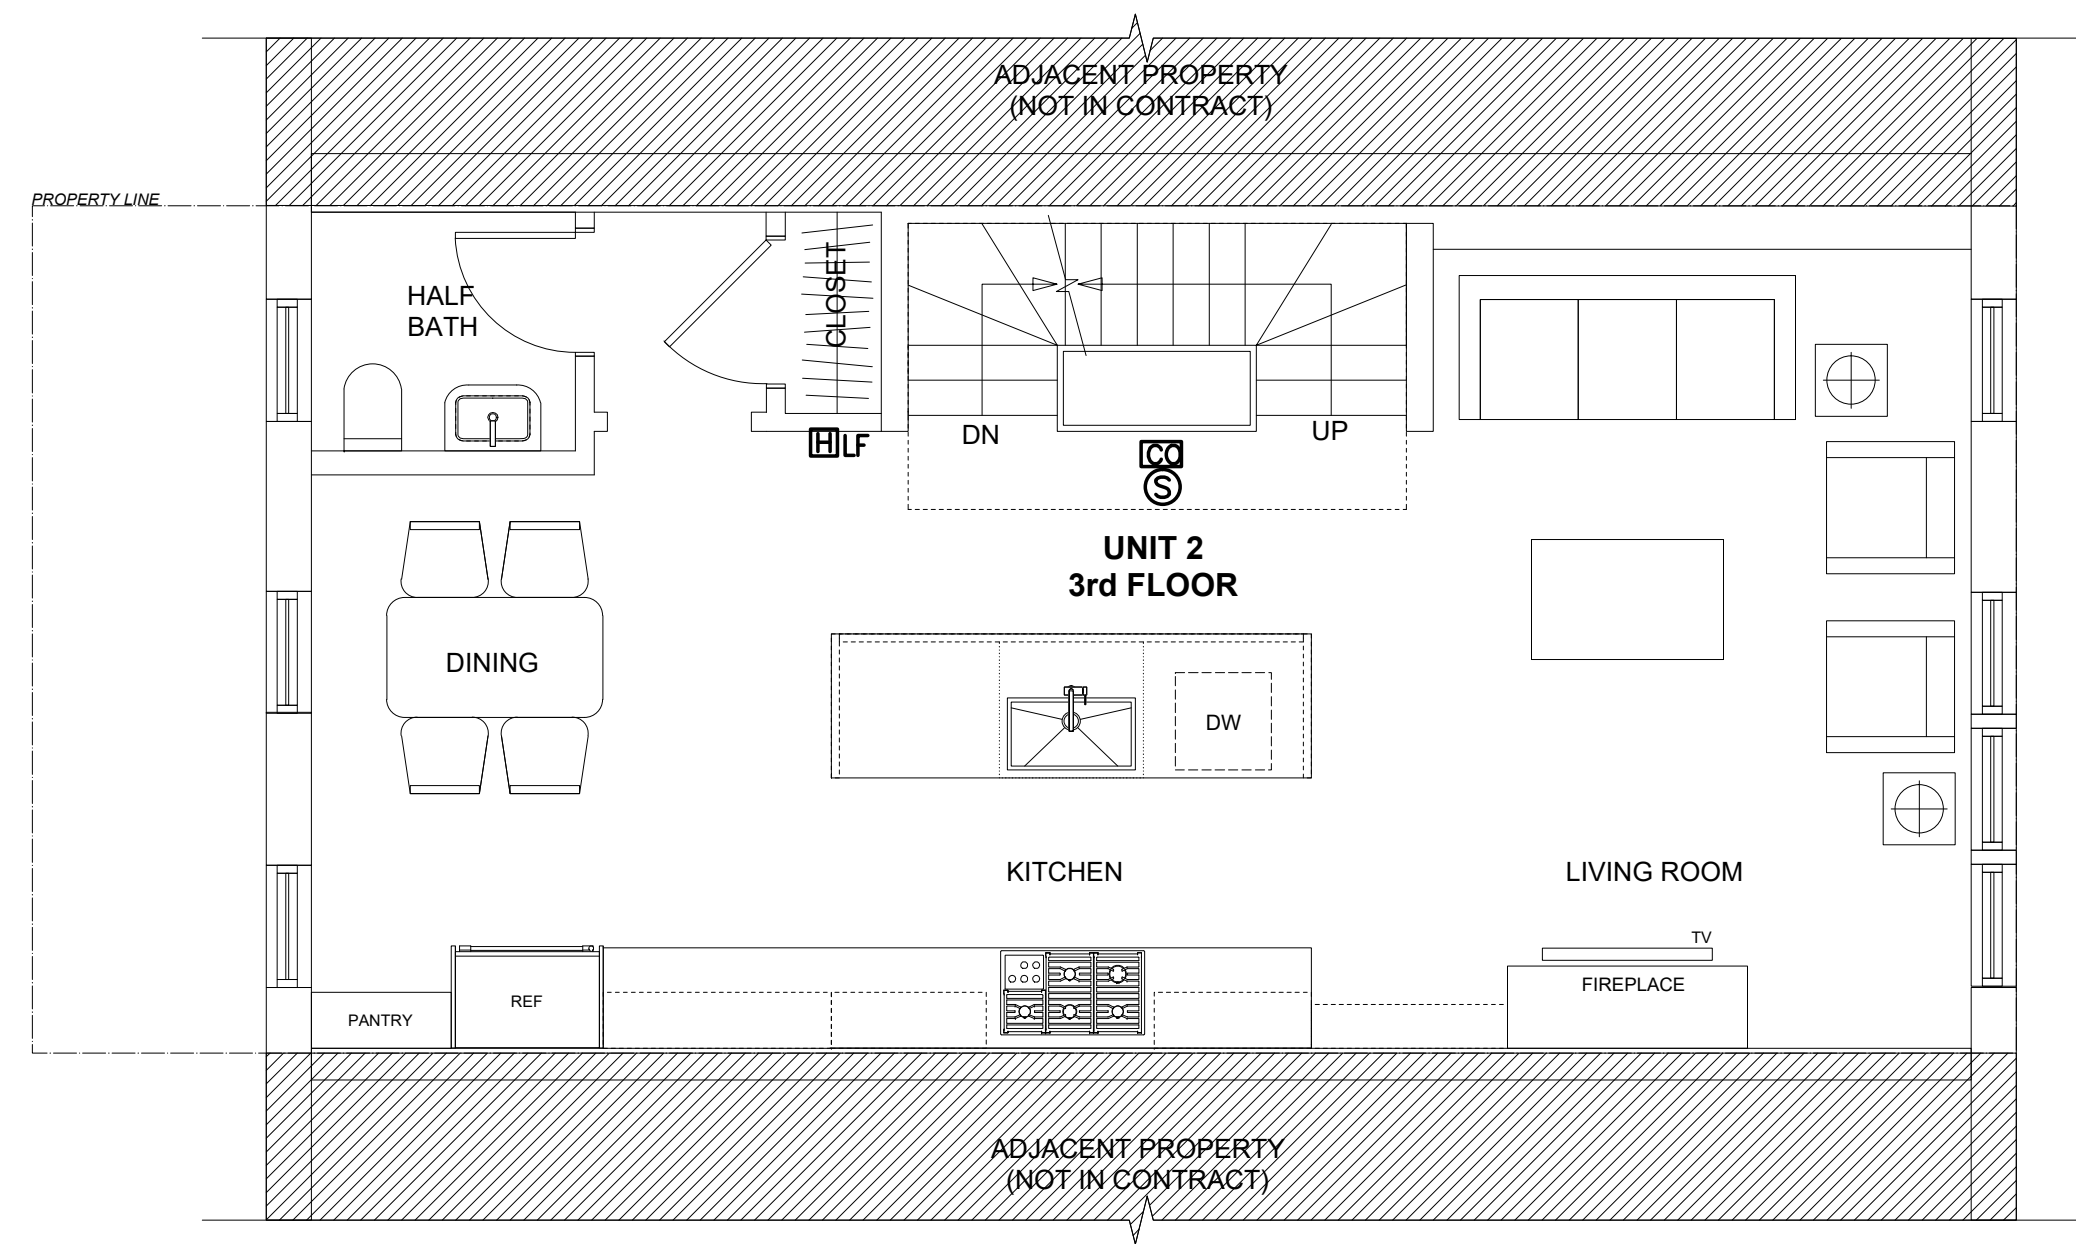 ADJACENT PROPERTY
(NOT IN CONTRACT)
PROPERTY LINE
HALF
BATH
CLOSET
H LF
DN
UP
CO
S
UNIT 2
3rd FLOOR
DINING
DW
KITCHEN
LIVING ROOM
TV
FIREPLACE
REF
PANTRY
ADJACENT PROPERTY
(NOT IN CONTRACT)